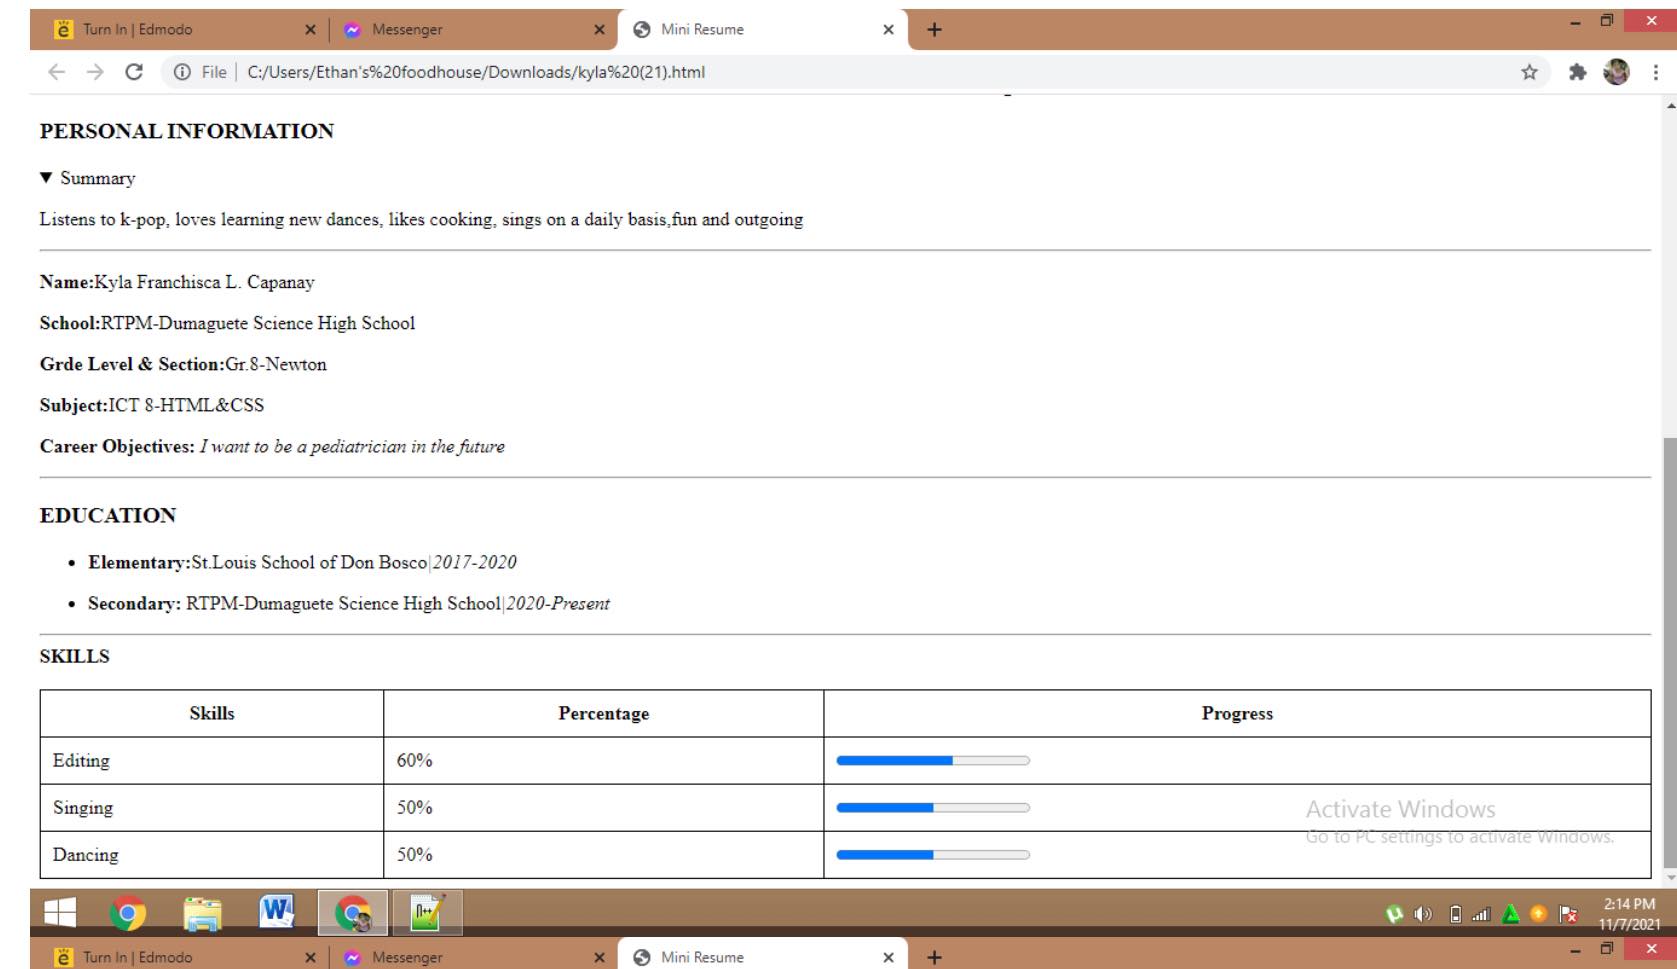 Turn In | Edmodo
Messenger
Mini Resume
File
C:/Users/Ethan's%20foodhouse/Downloads/kyla%20(21).html
PERSONAL INFORMATION
▼ Summary
Listens to k-pop, loves learning new dances, likes cooking, sings on a daily basis,fun and outgoing
Name:Kyla Franchisca L. Capanay
School:RTPM-Dumaguete Science High School
Grde Level & Section:Gr.8-Newton
Subject:ICT 8-HTML&CSS
Career Objectives: I want to be a pediatrician in the future
EDUCATION
• Elementary:St.Louis School of Don Bosco|2017-2020
• Secondary: RTPM-Dumaguete Science High School|2020-Present
SKILLS
Skills Percentage Progress
Editing 60%
Singing 50%
Dancing 50%
Activate Windows
Go to PC settings to activate Windows.
2:14 PM
11/7/2021
Turn In | Edmodo
Messenger
Mini Resume